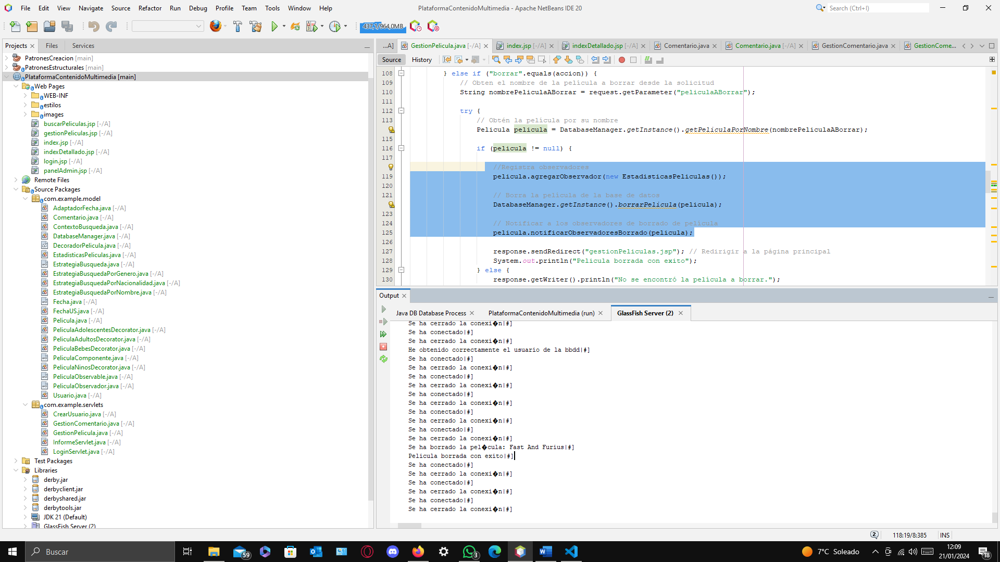 File Edit View Navigate Source Refactor Run Debug Profile Team Tools Window Help
PlataformaContenidoMultimedia - Apache NetBeans IDE 20
Search (Ctrl+I)
437,1/964,0MB
Projects Files Services
PatronesCreacion [main]
PatronesEstructurales [main]
PlataformaContenidoMultimedia [main]
Web Pages
WEB-INF
estilos
images
buscarPeliculas.jsp [-/A]
gestionPeliculas.jsp [-/A]
index.jsp [-/A]
indexDetallado.jsp [-/A]
login.jsp [-/A]
panelAdmin.jsp [-/A]
Remote Files
Source Packages
com.example.model
AdaptadorFecha.java [-/A]
Comentario.java [-/A]
ContextoBusqueda.java [-/A]
DatabaseManager.java [-/A]
DecoradorPelicula.java [-/A]
EstadisticasPeliculas.java [-/A]
EstrategiaBusqueda.java [-/A]
EstrategiaBusquedaPorGenero.java [-/A]
EstrategiaBusquedaPorNacionalidad.java [-/A]
EstrategiaBusquedaPorNombre.java [-/A]
Fecha.java [-/A]
FechaUS.java [-/A]
Pelicula.java [-/A]
PeliculaAdolescentesDecorator.java [-/A]
PeliculaAdultosDecorator.java [-/A]
PeliculaBebesDecorator.java [-/A]
PeliculaComponente.java [-/A]
PeliculaNinosDecorator.java [-/A]
PeliculaObservable.java [-/A]
PeliculaObservador.java [-/A]
Usuario.java [-/A]
com.example.servlets
CrearUsuario.java [-/A]
GestionComentario.java [-/A]
GestionPelicula.java [-/A]
InformeServlet.java [-/A]
LoginServlet.java [-/A]
Test Packages
Libraries
derby.jar
derbyclient.jar
derbyshared.jar
derbytools.jar
JDK 21 (Default)
GlassFish Server (2)
...A] GestionPelicula.java [-/A] index.jsp [-/A] indexDetallado.jsp [-/A] Comentario.java Comentario.java [-/A] GestionComentario.java GestionCome...
Source History
108 } else if ("borrar".equals(accion)) {
109 // Obten el nombre de la película a borrar desde la solicitud
110 String nombrePeliculaABorrar = request.getParameter("peliculaABorrar");
111
112 try {
113 // Obtén la película por su nombre
Pelicula pelicula = DatabaseManager.getInstance().getPeliculaPorNombre(nombrePeliculaABorrar);
115
116 if (pelicula != null) {
117
//Registra observadores
119 pelicula.agregarObservador(new EstadisticasPeliculas());
120
121 // Borra la película de la base de datos
DatabaseManager.getInstance().borrarPelicula(pelicula);
123
124 // Notificar a los observadores de borrado de película
125 pelicula.notificarObservadoresBorrado(pelicula);
126
127 response.sendRedirect("gestionPeliculas.jsp"); // Redirigir a la página principal
128 System.out.println("Pelicula borrada con exito");
129 } else {
130 response.getWriter().println("No se encontró la película a borrar.");
Output
Java DB Database Process PlataformaContenidoMultimedia (run) GlassFish Server (2)
Se ha cerrado la conexi�n|#]
Se ha conectado|#]
Se ha cerrado la conexi�n|#]
He obtenido correctamente el usuario de la bbdd|#]
Se ha conectado|#]
Se ha cerrado la conexi�n|#]
Se ha conectado|#]
Se ha cerrado la conexi�n|#]
Se ha conectado|#]
Se ha cerrado la conexi�n|#]
Se ha conectado|#]
Se ha cerrado la conexi�n|#]
Se ha conectado|#]
Se ha cerrado la conexi�n|#]
Se ha borrado la pel�cula: Fast And Furius|#]
Pelicula borrada con exito|#]
Se ha conectado|#]
Se ha cerrado la conexi�n|#]
Se ha conectado|#]
Se ha cerrado la conexi�n|#]
Se ha conectado|#]
Se ha cerrado la conexi�n|#]
2 118:19/8:385 INS
Buscar
59
3
7°C Soleado
12:09
21/01/2024
18